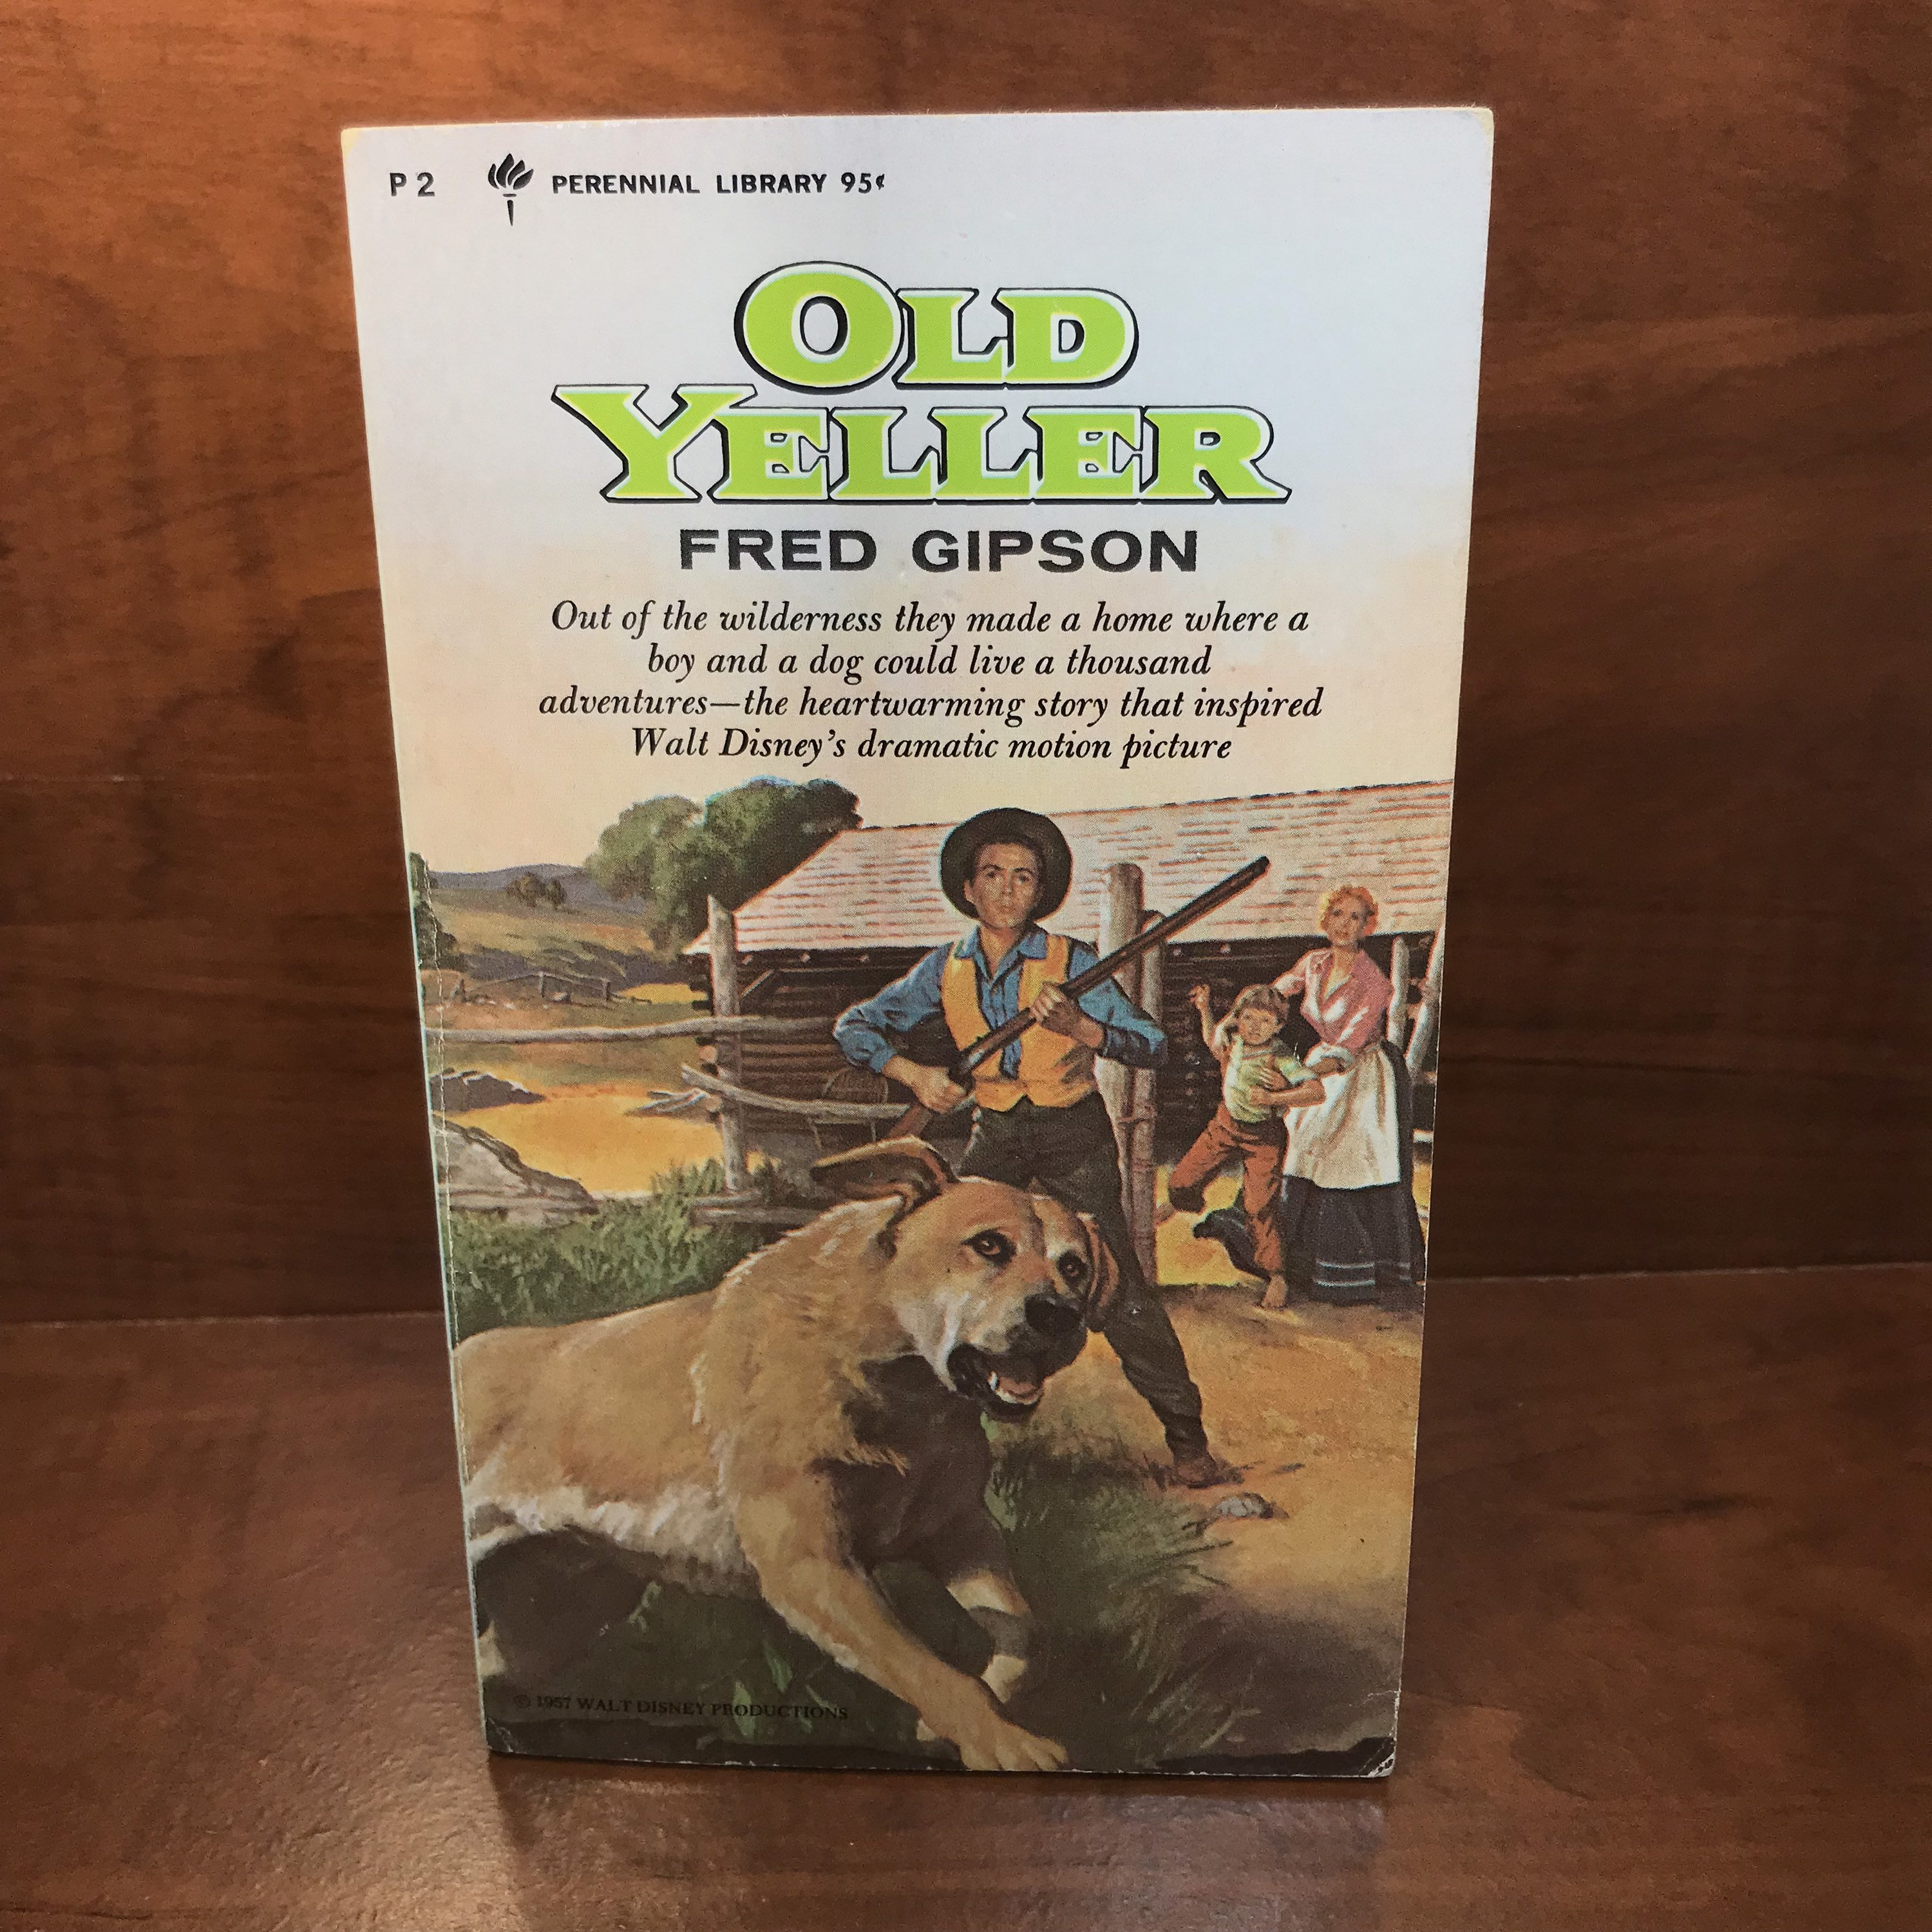 P 2 PERENNIAL LIBRARY 95¢
OLD
YELLER
FRED GIPSON
Out of the wilderness they made a home where a
boy and a dog could live a thousand
adventures—the heartwarming story that inspired
Walt Disney's dramatic motion picture
© 1957 WALT DISNEY PRODUCTIONS